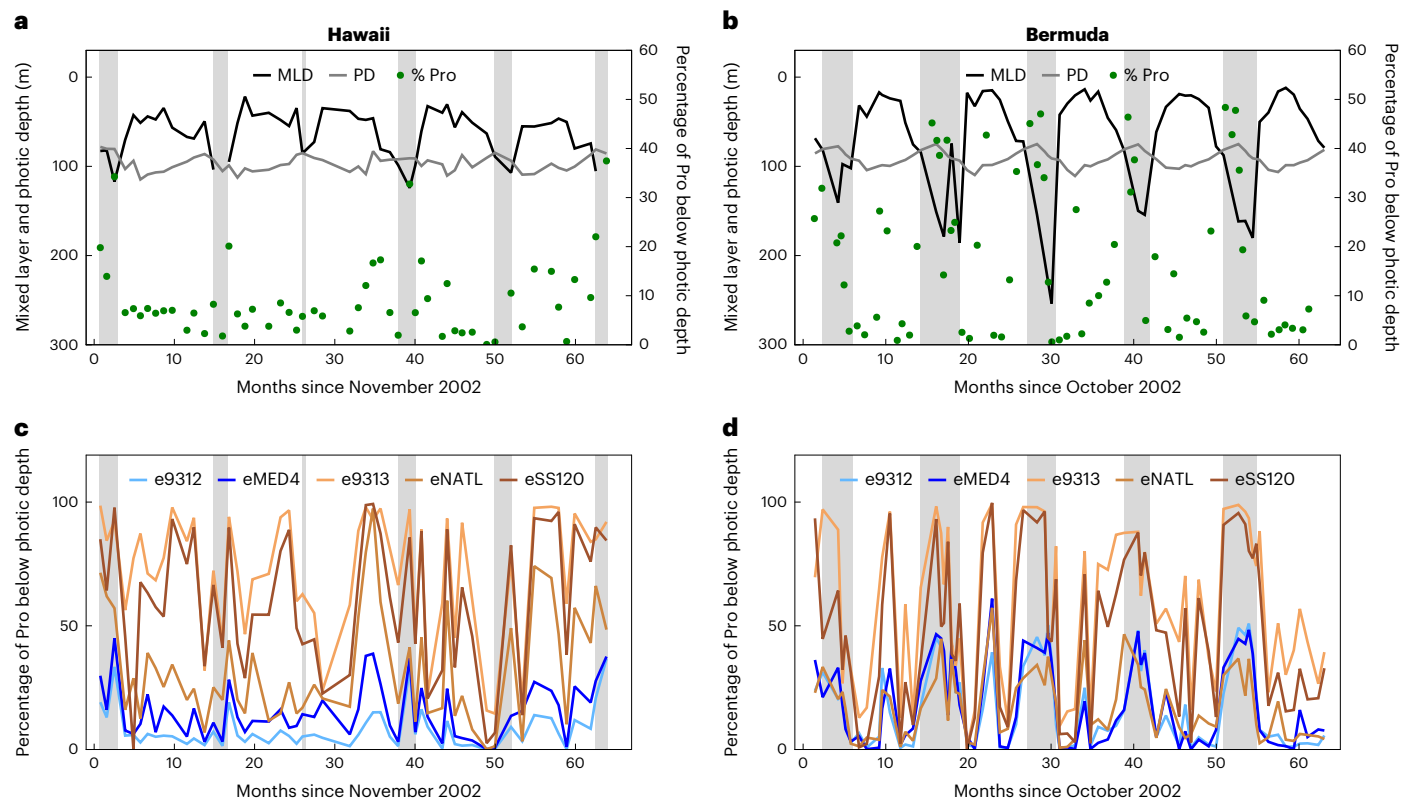 a
Hawaii
MLD PD % Pro
Mixed layer and photic depth (m)
0
100
200
300
60
50
40
30
20
10
0
Percentage of Pro below photic depth
0 10 20 30 40 50 60
Months since November 2002
b
Bermuda
MLD PD % Pro
Mixed layer and photic depth (m)
0
100
200
300
60
50
40
30
20
10
0
Percentage of Pro below photic depth
0 10 20 30 40 50 60
Months since October 2002
c
e9312 eMED4 e9313 eNATL eSS120
Percentage of Pro below photic depth
100
50
0
0 10 20 30 40 50 60
Months since November 2002
d
e9312 eMED4 e9313 eNATL eSS120
Percentage of Pro below photic depth
100
50
0
0 10 20 30 40 50 60
Months since October 2002